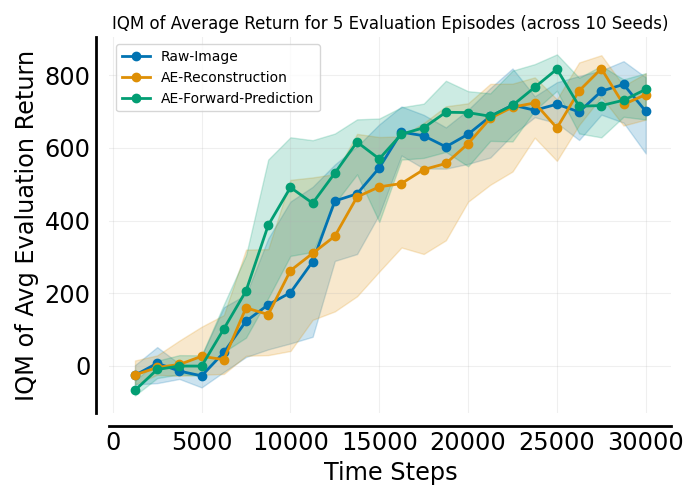 IQM of Average Return for 5 Evaluation Episodes (across 10 Seeds)
Raw-Image
AE-Reconstruction
AE-Forward-Prediction
IQM of Avg Evaluation Return
800
600
400
200
0
0 5000 10000 15000 20000 25000 30000
Time Steps